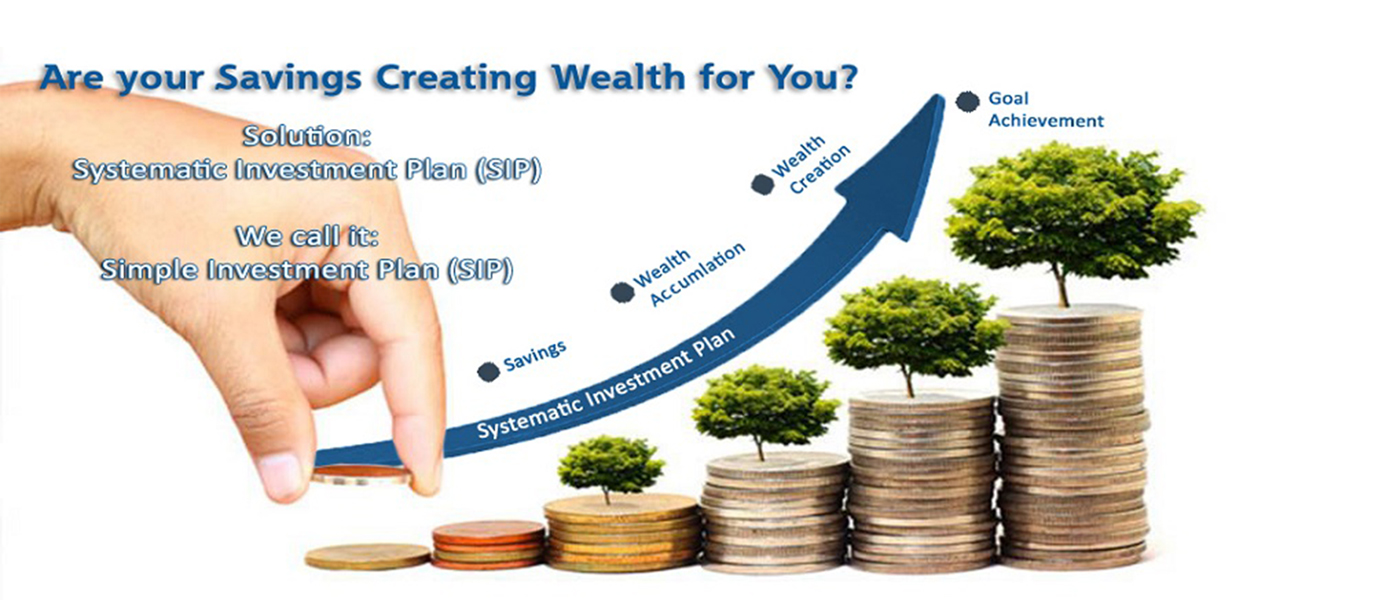 Are your Savings Creating Wealth for You?
Solution:
Systematic Investment Plan (SIP)
We call it:
Simple Investment Plan (SIP)
Savings
Wealth
Accumlation
Wealth
Creation
Goal
Achievement
Systematic Investment Plan